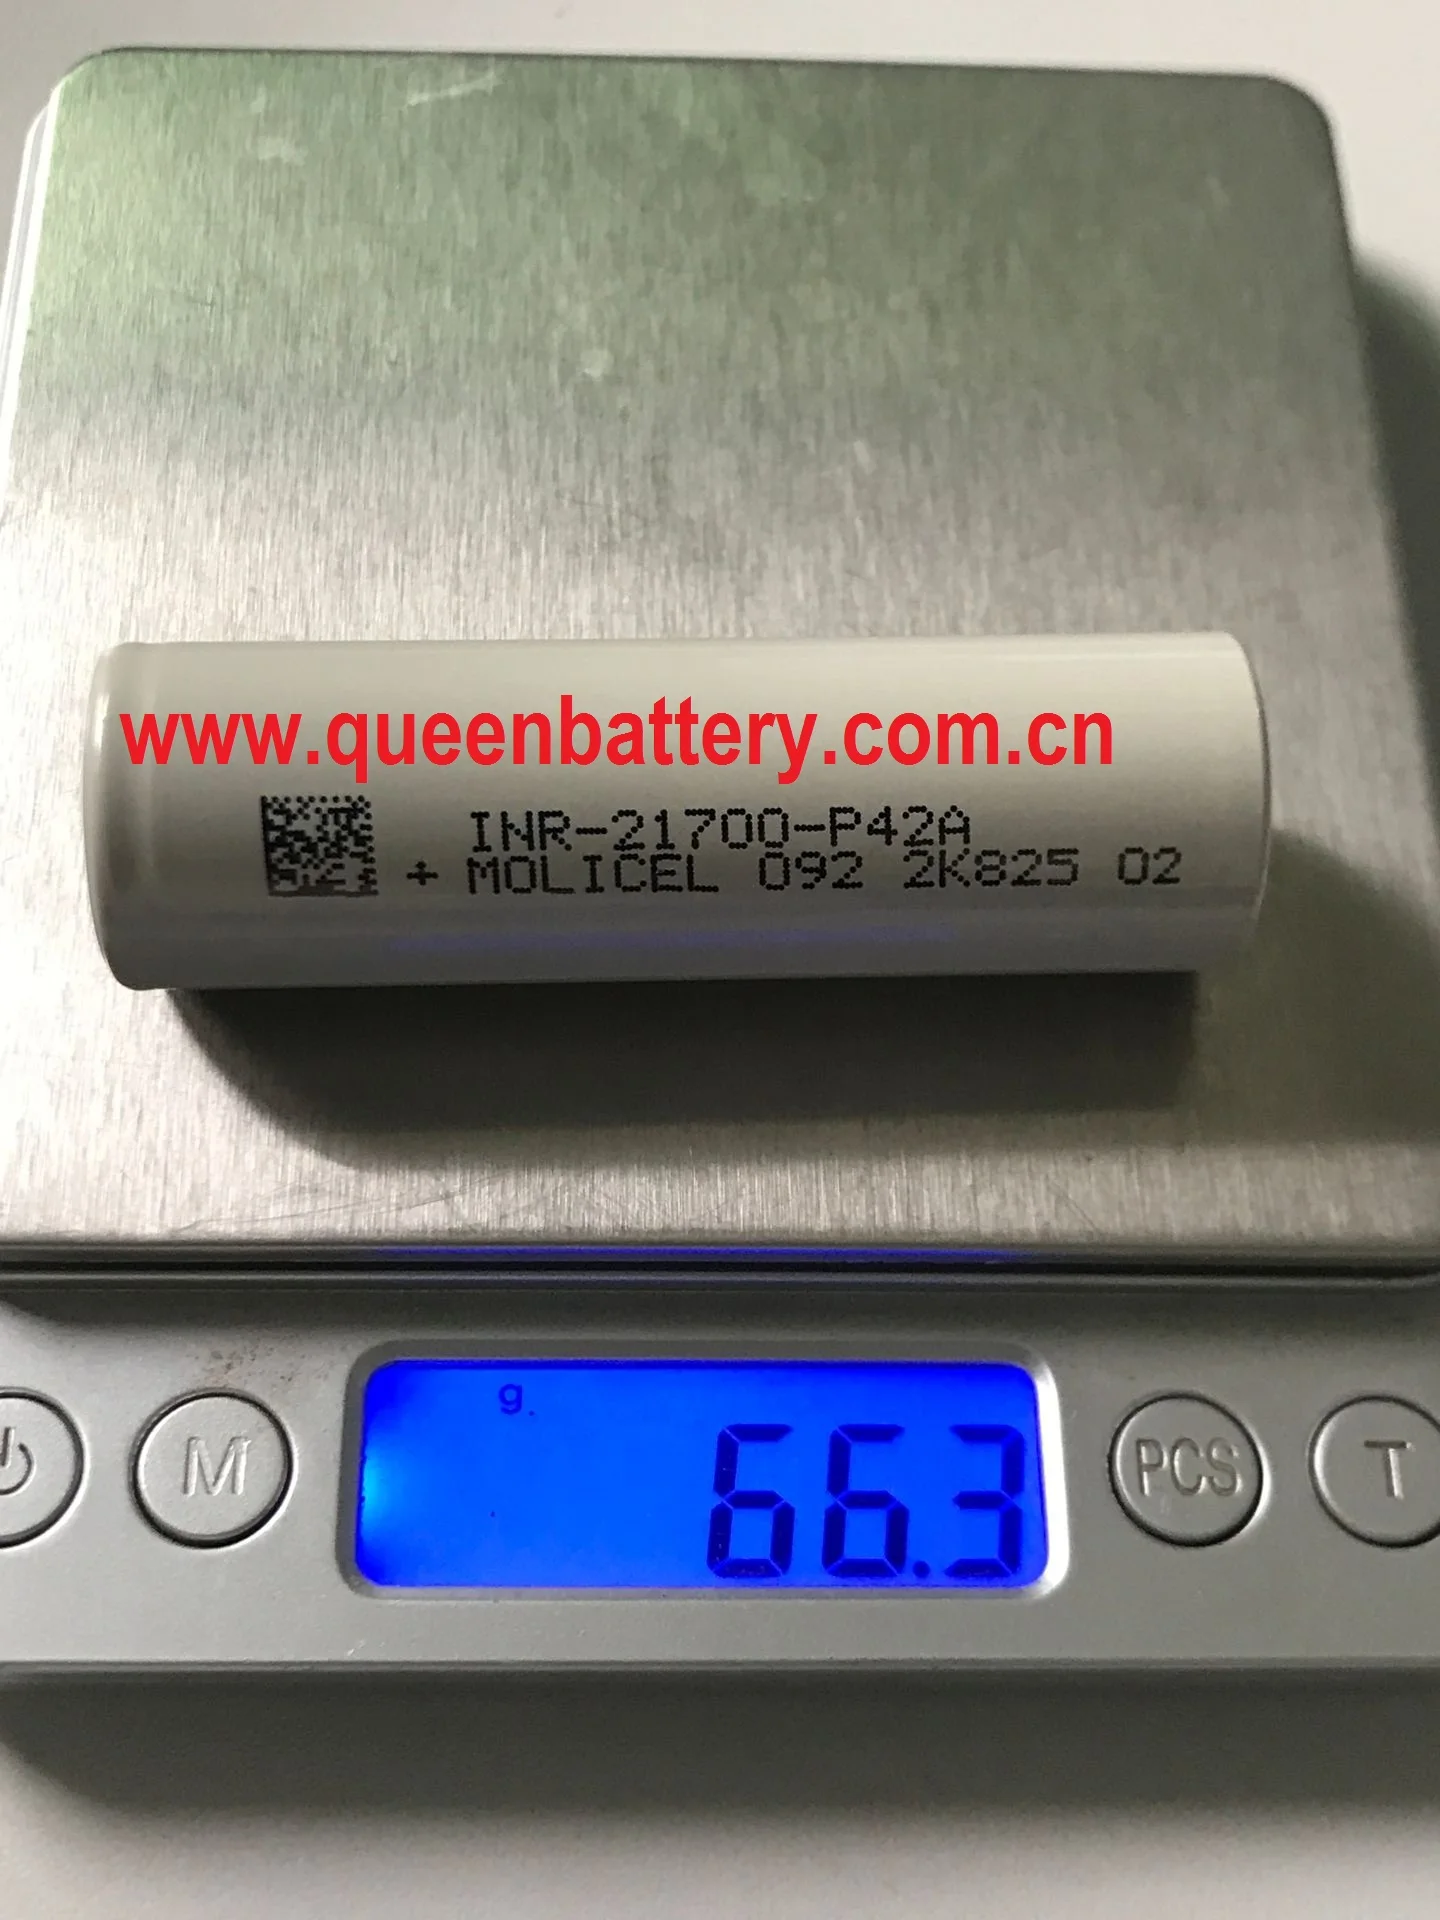 www.queenbattery.com.cn
INR-21700-P42A
+ MOLICEL 092 2K825 02
g.
66.3
M
PCS
T